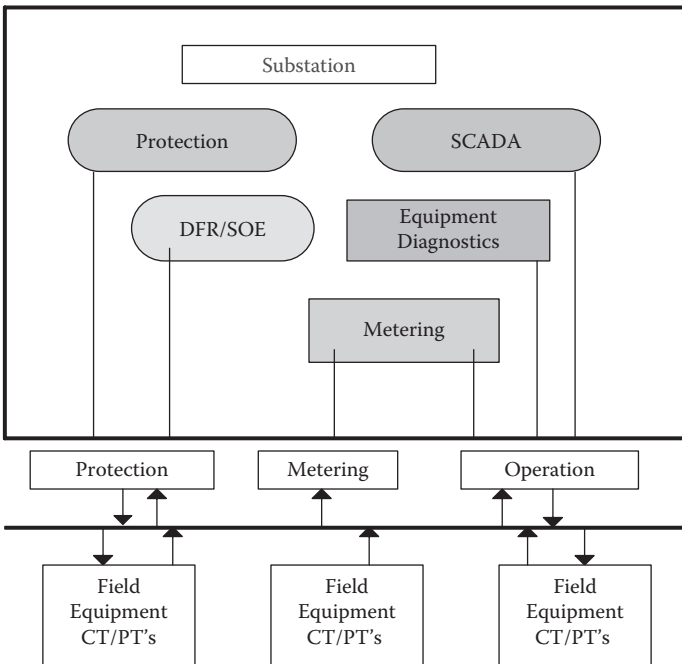 Substation
Protection
SCADA
DFR/SOE
Equipment
Diagnostics
Metering
Protection
Metering
Operation
Field
Equipment
CT/PT's
Field
Equipment
CT/PT's
Field
Equipment
CT/PT's